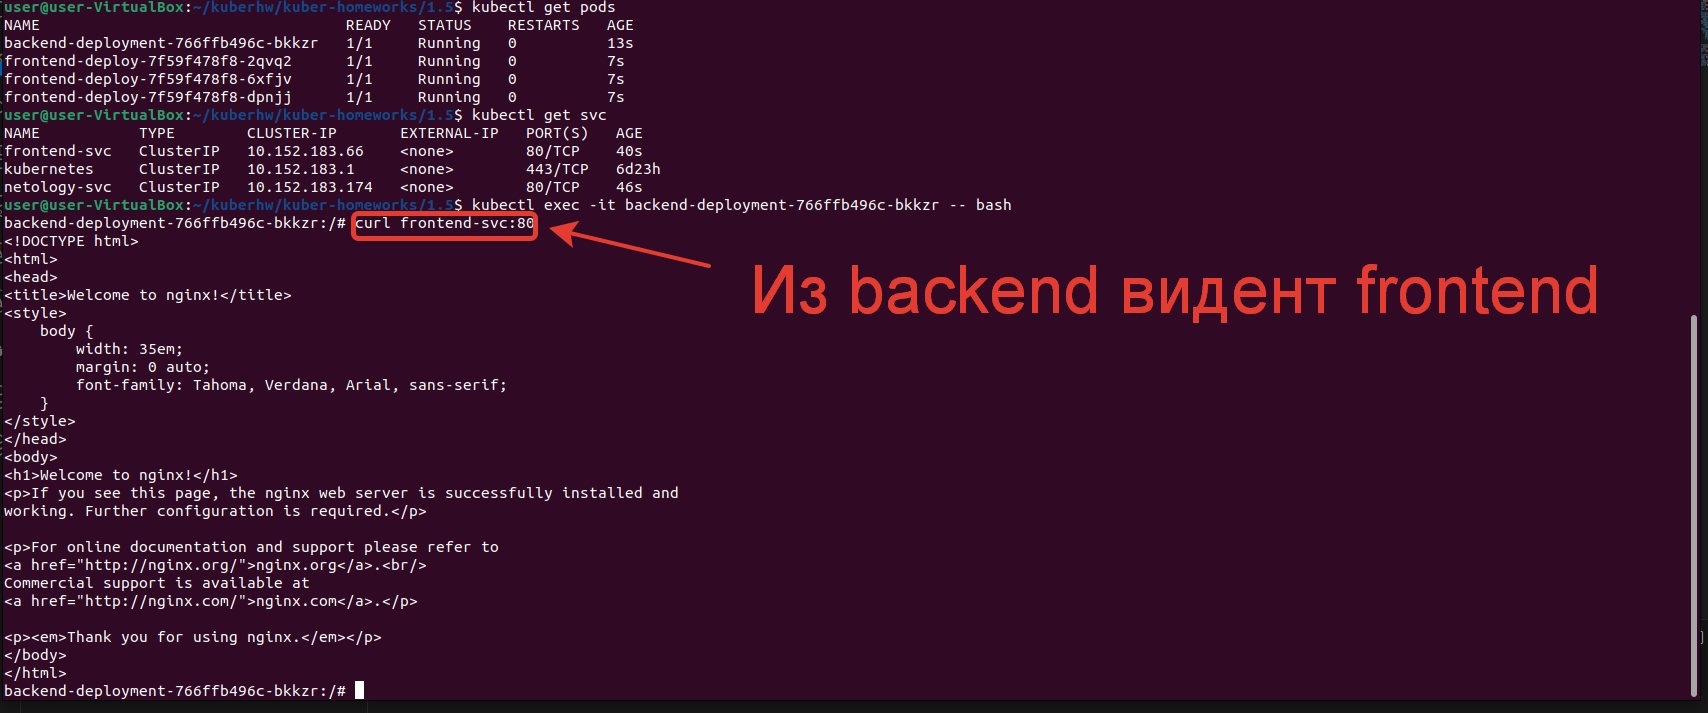 user@user-VirtualBox:~/kuberhw/kuber-homeworks/1.5$ kubectl get pods
NAME                                  READY   STATUS    RESTARTS   AGE
backend-deployment-766ffb496c-bkkzr   1/1     Running   0          13s
frontend-deploy-7f59f478f8-2qvq2      1/1     Running   0          7s
frontend-deploy-7f59f478f8-6xfjv      1/1     Running   0          7s
frontend-deploy-7f59f478f8-dpnjj      1/1     Running   0          7s
user@user-VirtualBox:~/kuberhw/kuber-homeworks/1.5$ kubectl get svc
NAME           TYPE        CLUSTER-IP       EXTERNAL-IP   PORT(S)   AGE
frontend-svc   ClusterIP   10.152.183.66    <none>        80/TCP    40s
kubernetes     ClusterIP   10.152.183.1     <none>        443/TCP   6d23h
netology-svc   ClusterIP   10.152.183.174   <none>        80/TCP    46s
user@user-VirtualBox:~/kuberhw/kuber-homeworks/1.5$ kubectl exec -it backend-deployment-766ffb496c-bkkzr -- bash
backend-deployment-766ffb496c-bkkzr:/# curl frontend-svc:80
<!DOCTYPE html>
<html>
<head>
<title>Welcome to nginx!</title>
<style>
    body {
        width: 35em;
        margin: 0 auto;
        font-family: Tahoma, Verdana, Arial, sans-serif;
    }
</style>
</head>
<body>
<h1>Welcome to nginx!</h1>
<p>If you see this page, the nginx web server is successfully installed and
working. Further configuration is required.</p>

<p>For online documentation and support please refer to
<a href="http://nginx.org/">nginx.org</a>.<br/>
Commercial support is available at
<a href="http://nginx.com/">nginx.com</a>.</p>

<p><em>Thank you for using nginx.</em></p>
</body>
</html>
backend-deployment-766ffb496c-bkkzr:/#
Из backend видент frontend